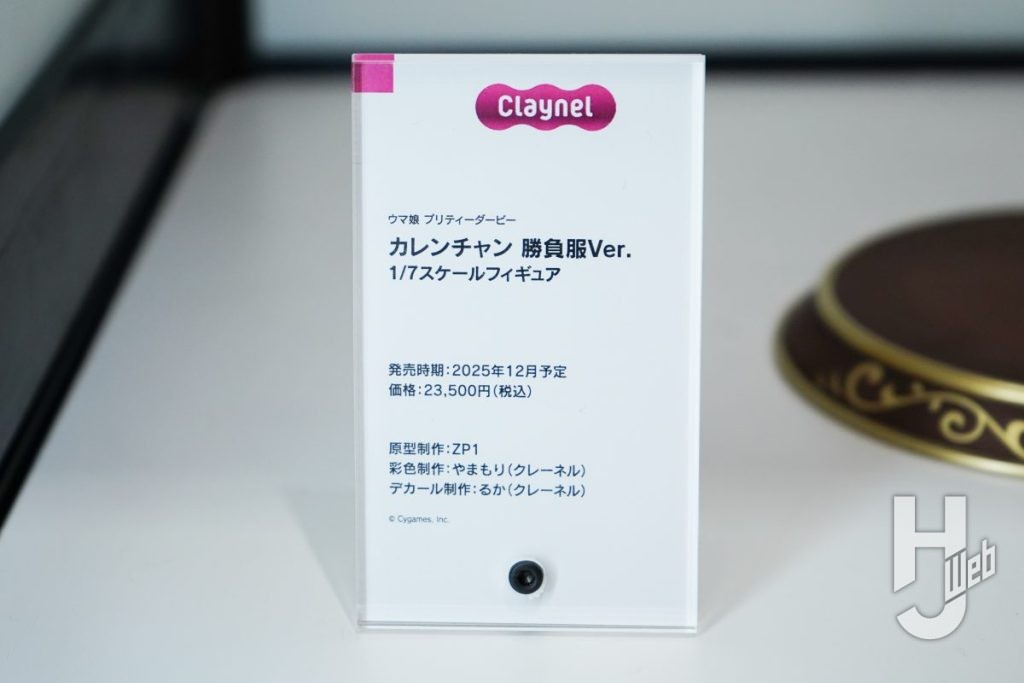 Claynel
ウマ娘 プリティーダービー
カレンチャン 勝負服Ver.
1/7スケールフィギュア
発売時期：2025年12月予定
価格：23,500円（税込）
原型制作：ZP1
彩色制作：やまもり（クレーネル）
デカール制作：るか（クレーネル）
© Cygames, Inc.
HJ Web